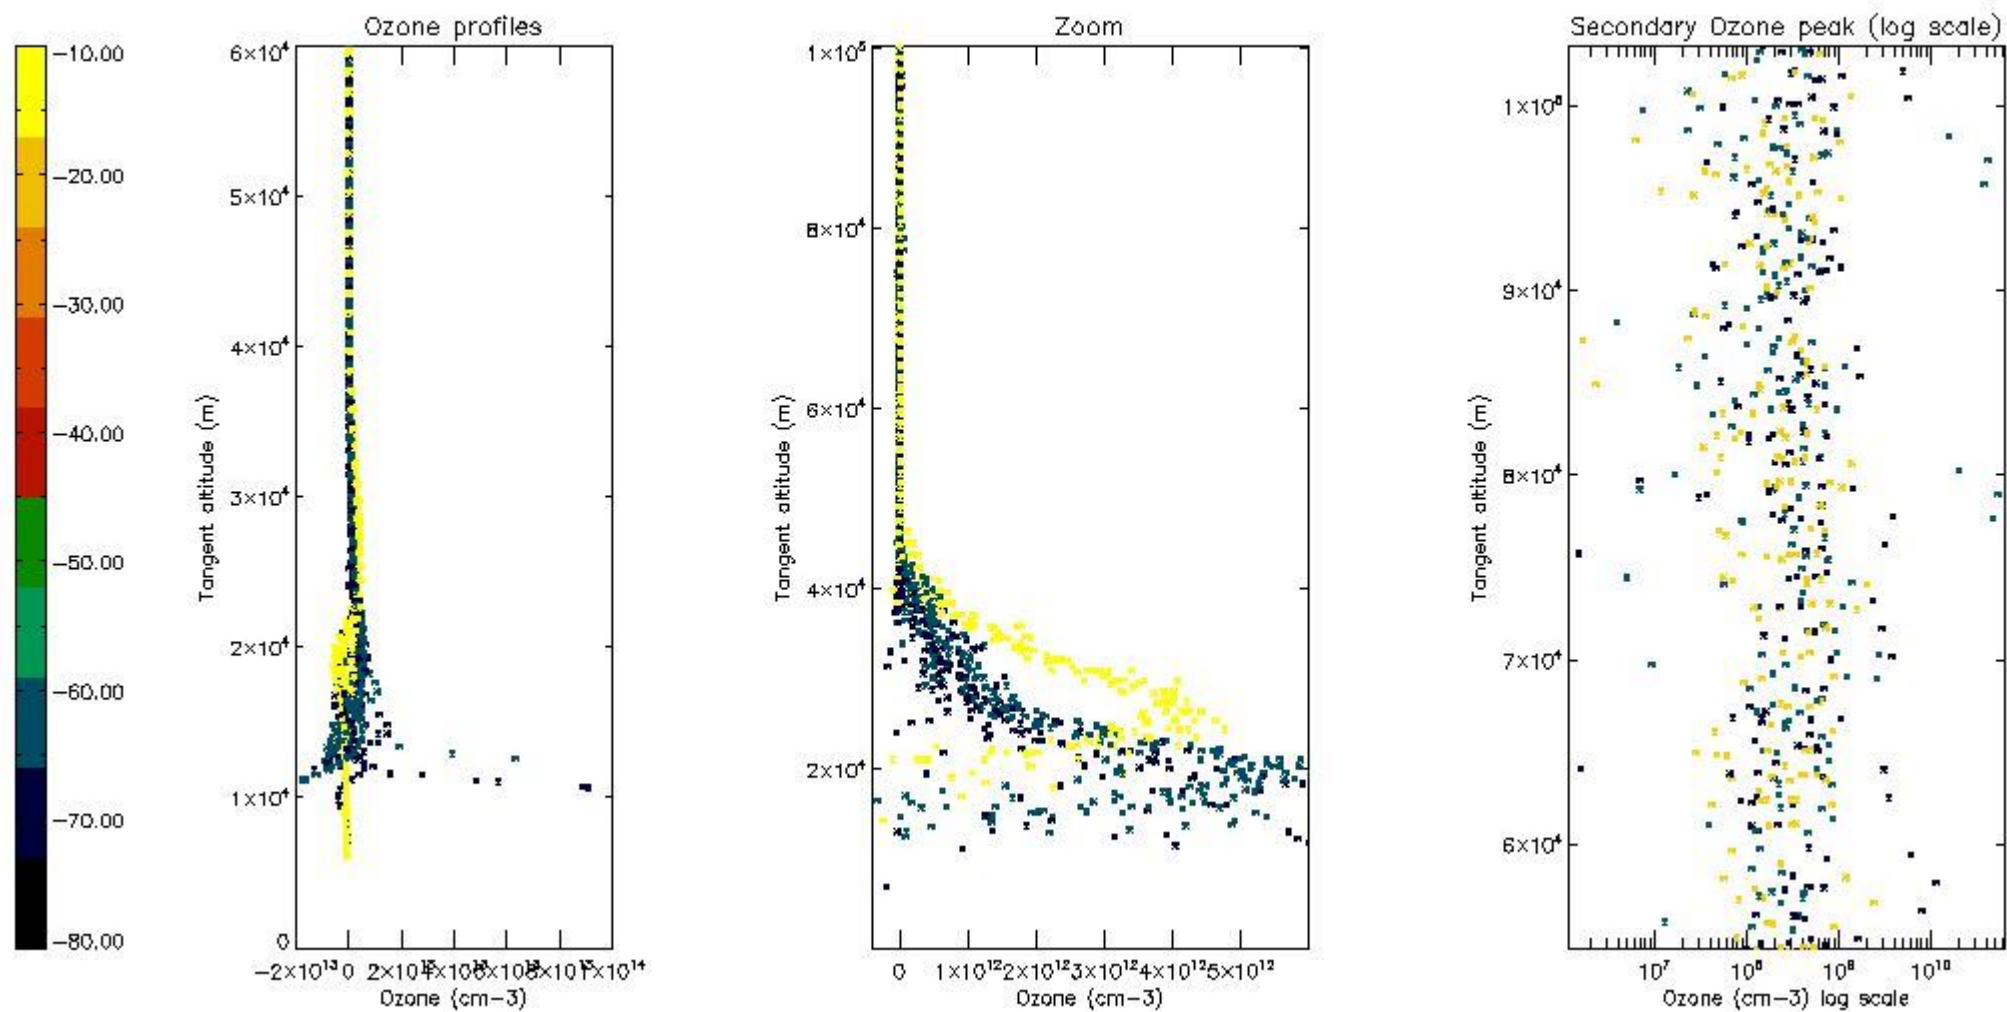 Ozone profiles
Zoom
Secondary Ozone peak (log scale)
-10.00
-20.00
-30.00
-40.00
-50.00
-60.00
-70.00
-80.00
6×10⁴
5×10⁴
4×10⁴
3×10⁴
2×10⁴
1×10⁴
0
Tangent altitude (m)
-2×10¹³ 0 2×10¹³
1×10¹⁴
Ozone (cm-3)
1×10⁵
8×10⁴
6×10⁴
4×10⁴
2×10⁴
Tangent altitude (m)
0 1×10¹² 2×10¹² 3×10¹² 4×10¹² 5×10¹²
Ozone (cm-3)
9×10⁴
8×10⁴
7×10⁴
6×10⁴
Tangent altitude (m)
10⁷ 10⁹ 10¹⁰
Ozone (cm-3) log scale